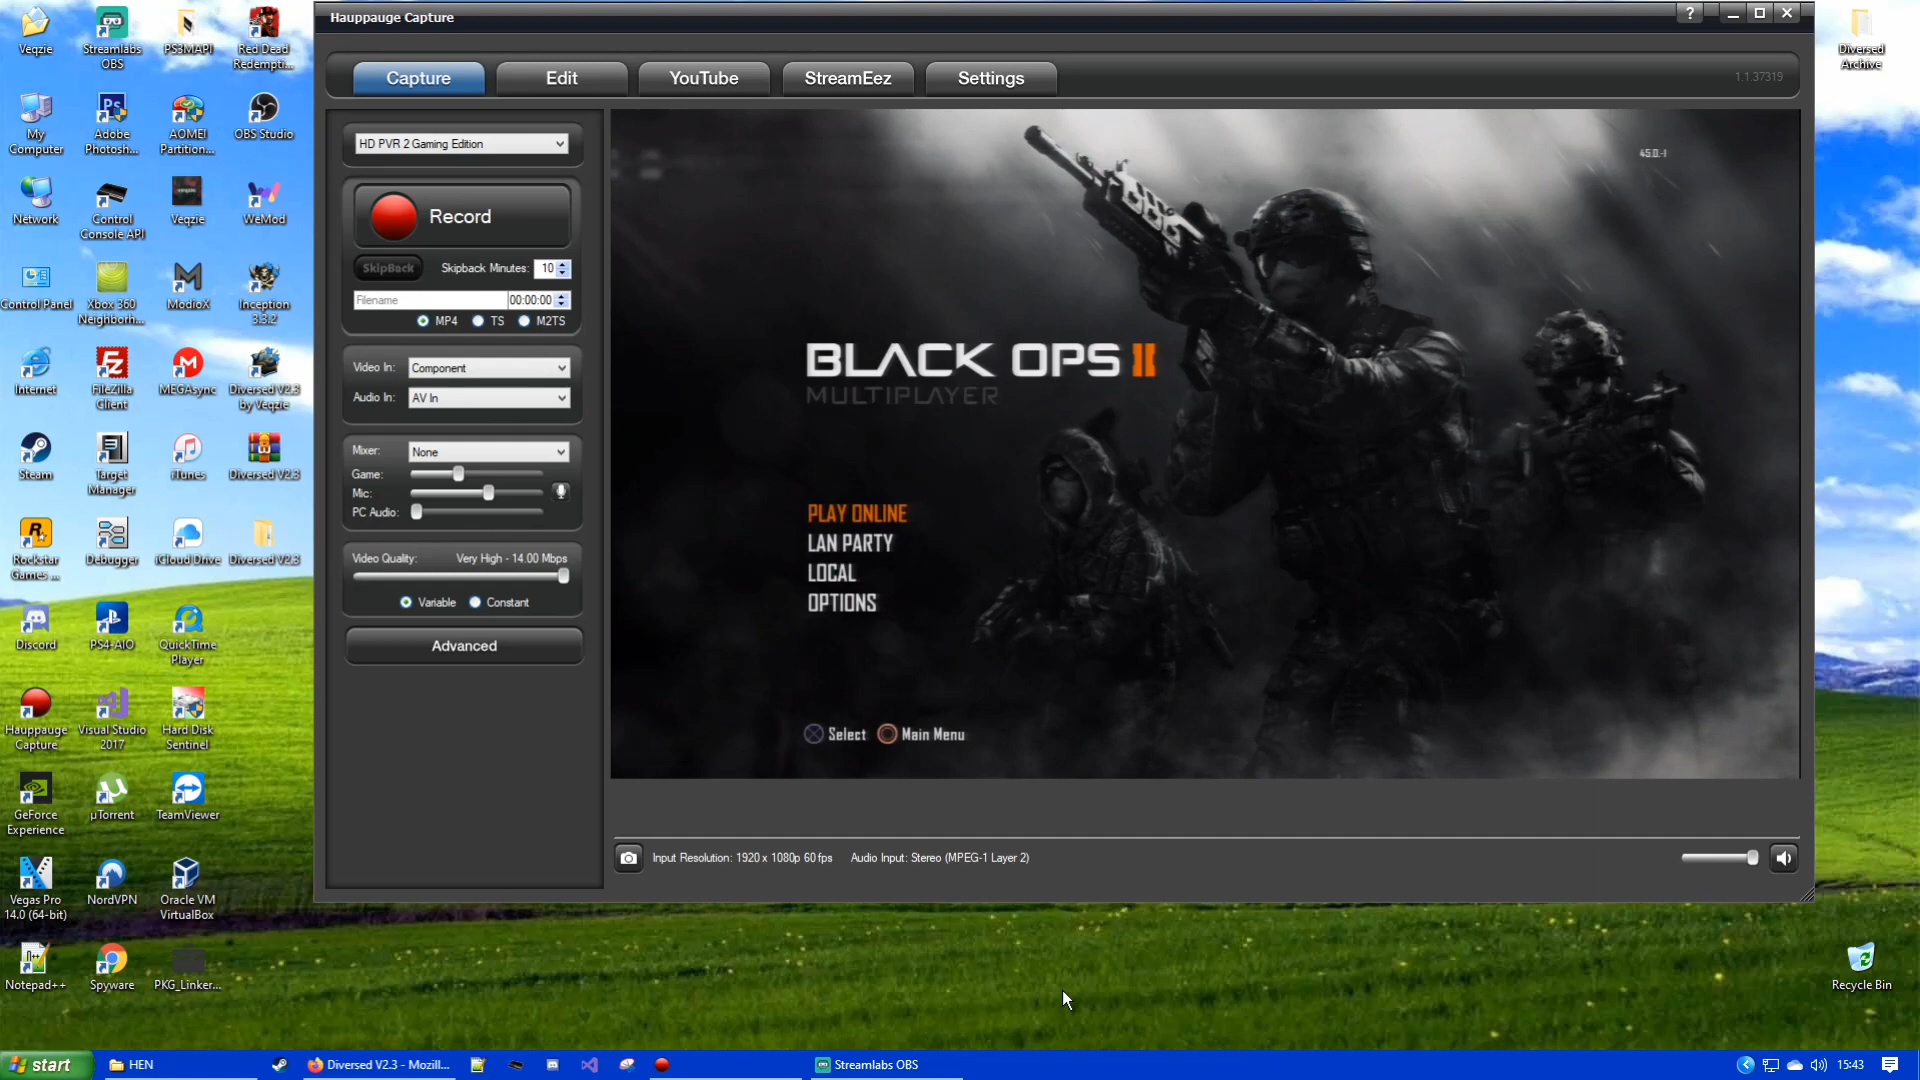 Hauppauge Capture
?
Capture
Edit
YouTube
StreamEez
Settings
1.1.37319
HD PVR 2 Gaming Edition
Record
SkipBack
Skipback Minutes:
10
Filename
00:00:00
MP4
TS
M2TS
Video In:
Component
Audio In:
AV In
Mixer:
None
Game:
Mic:
PC Audio:
Video Quality:
Very High - 14.00 Mbps
Variable
Constant
Advanced
BLACK OPS II
MULTIPLAYER
PLAY ONLINE
LAN PARTY
LOCAL
OPTIONS
Select
Main Menu
Input Resolution: 1920 x 1080p 60 fps
Audio Input: Stereo (MPEG-1 Layer 2)
Veqzie
Streamlabs
OBS
PS3MAPI
Red Dead
Redempti...
My
Computer
Adobe
Photosh...
AOMEI
Partition...
OBS Studio
Network
Control
Console API
Veqzie
WeMod
Control Panel
Xbox 360
Neighborh...
ModioX
Inception
3.3.2
Internet
FileZilla
Client
MEGAsync
Diversed V2.3
by Veqzie
Steam
Target
Manager
iTunes
Diversed V2.3
Rockstar
Games ...
Debugger
iCloud Drive
Diversed V2.3
Discord
PS4-AIO
QuickTime
Player
Hauppauge
Capture
Visual Studio
2017
Hard Disk
Sentinel
GeForce
Experience
µTorrent
TeamViewer
Vegas Pro
14.0 (64-bit)
NordVPN
Oracle VM
VirtualBox
Notepad++
Spyware
PKG_Linker...
Diversed
Archive
Recycle Bin
start
HEN
Diversed V2.3 - Mozill...
Streamlabs OBS
15:43